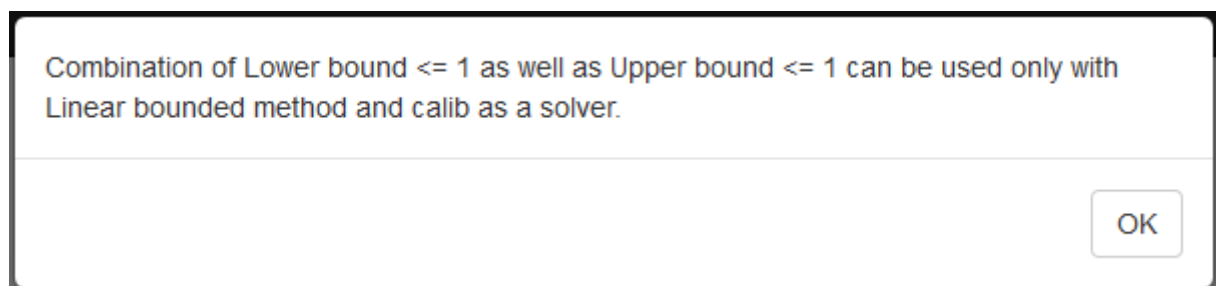 Combination of Lower bound <= 1 as well as Upper bound <= 1 can be used only with
Linear bounded method and calib as a solver.
OK